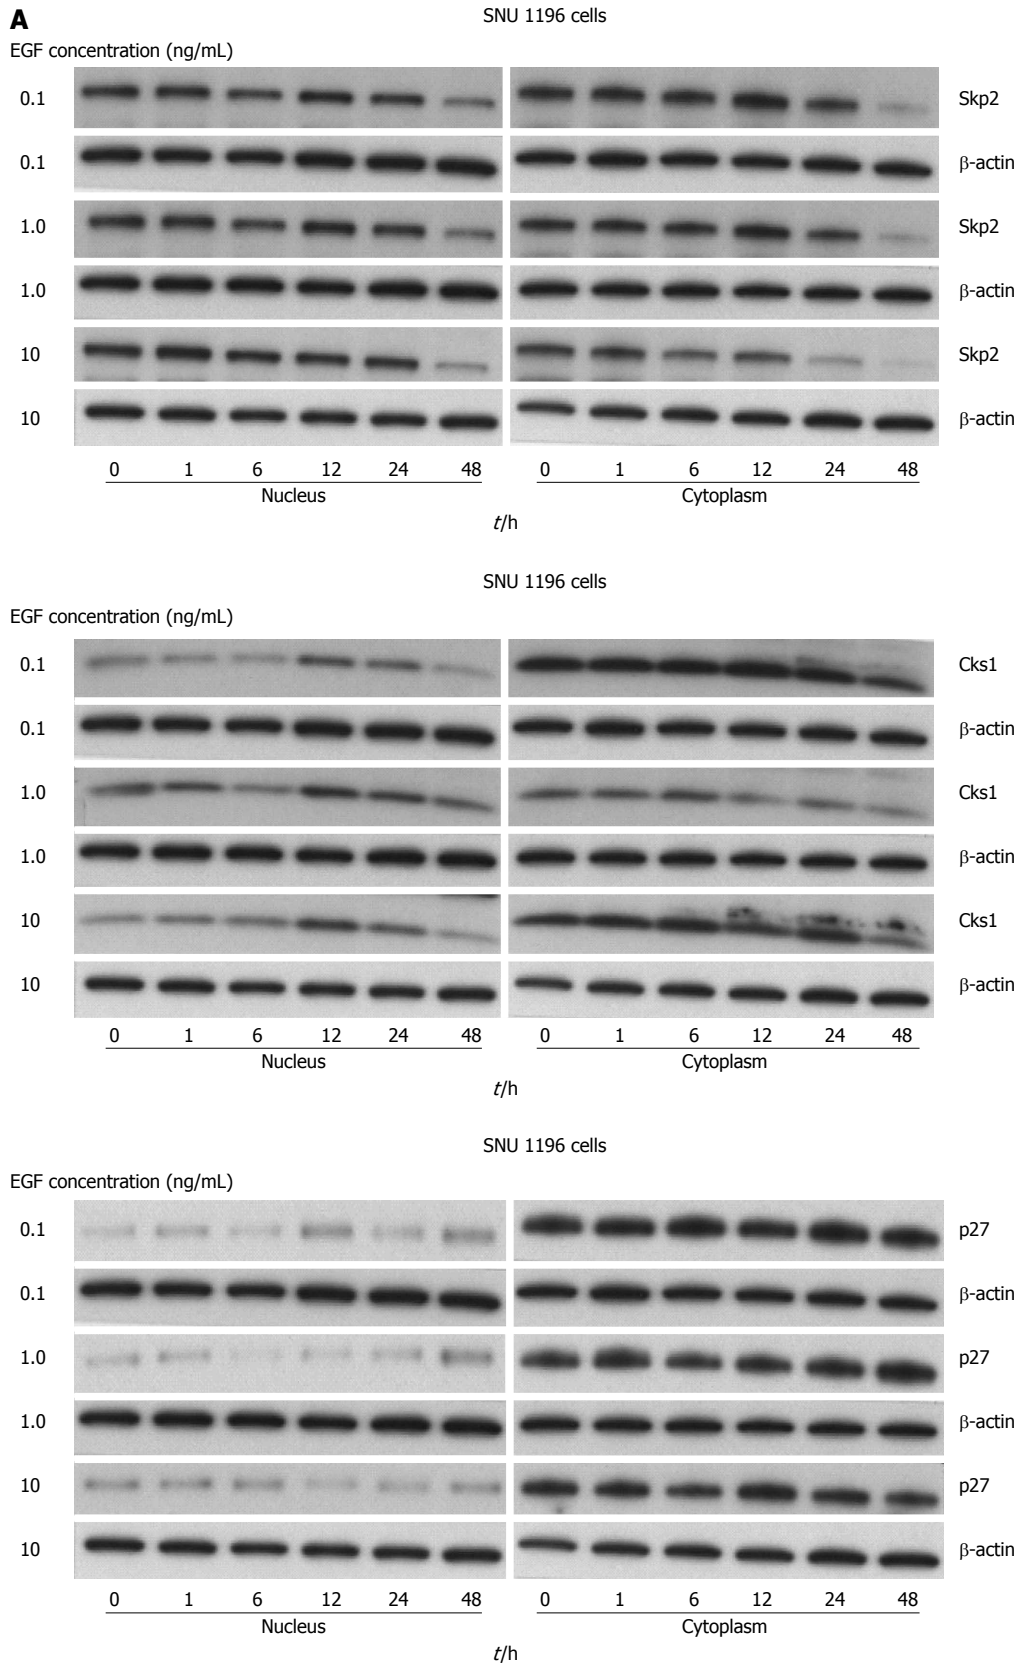 A
SNU 1196 cells
EGF concentration (ng/mL)
0.1 Skp2
0.1 β-actin
1.0 Skp2
1.0 β-actin
10 Skp2
10 β-actin
0 1 6 12 24 48 0 1 6 12 24 48
Nucleus Cytoplasm
t/h
SNU 1196 cells
EGF concentration (ng/mL)
0.1 Cks1
0.1 β-actin
1.0 Cks1
1.0 β-actin
10 Cks1
10 β-actin
0 1 6 12 24 48 0 1 6 12 24 48
Nucleus Cytoplasm
t/h
SNU 1196 cells
EGF concentration (ng/mL)
0.1 p27
0.1 β-actin
1.0 p27
1.0 β-actin
10 p27
10 β-actin
0 1 6 12 24 48 0 1 6 12 24 48
Nucleus Cytoplasm
t/h